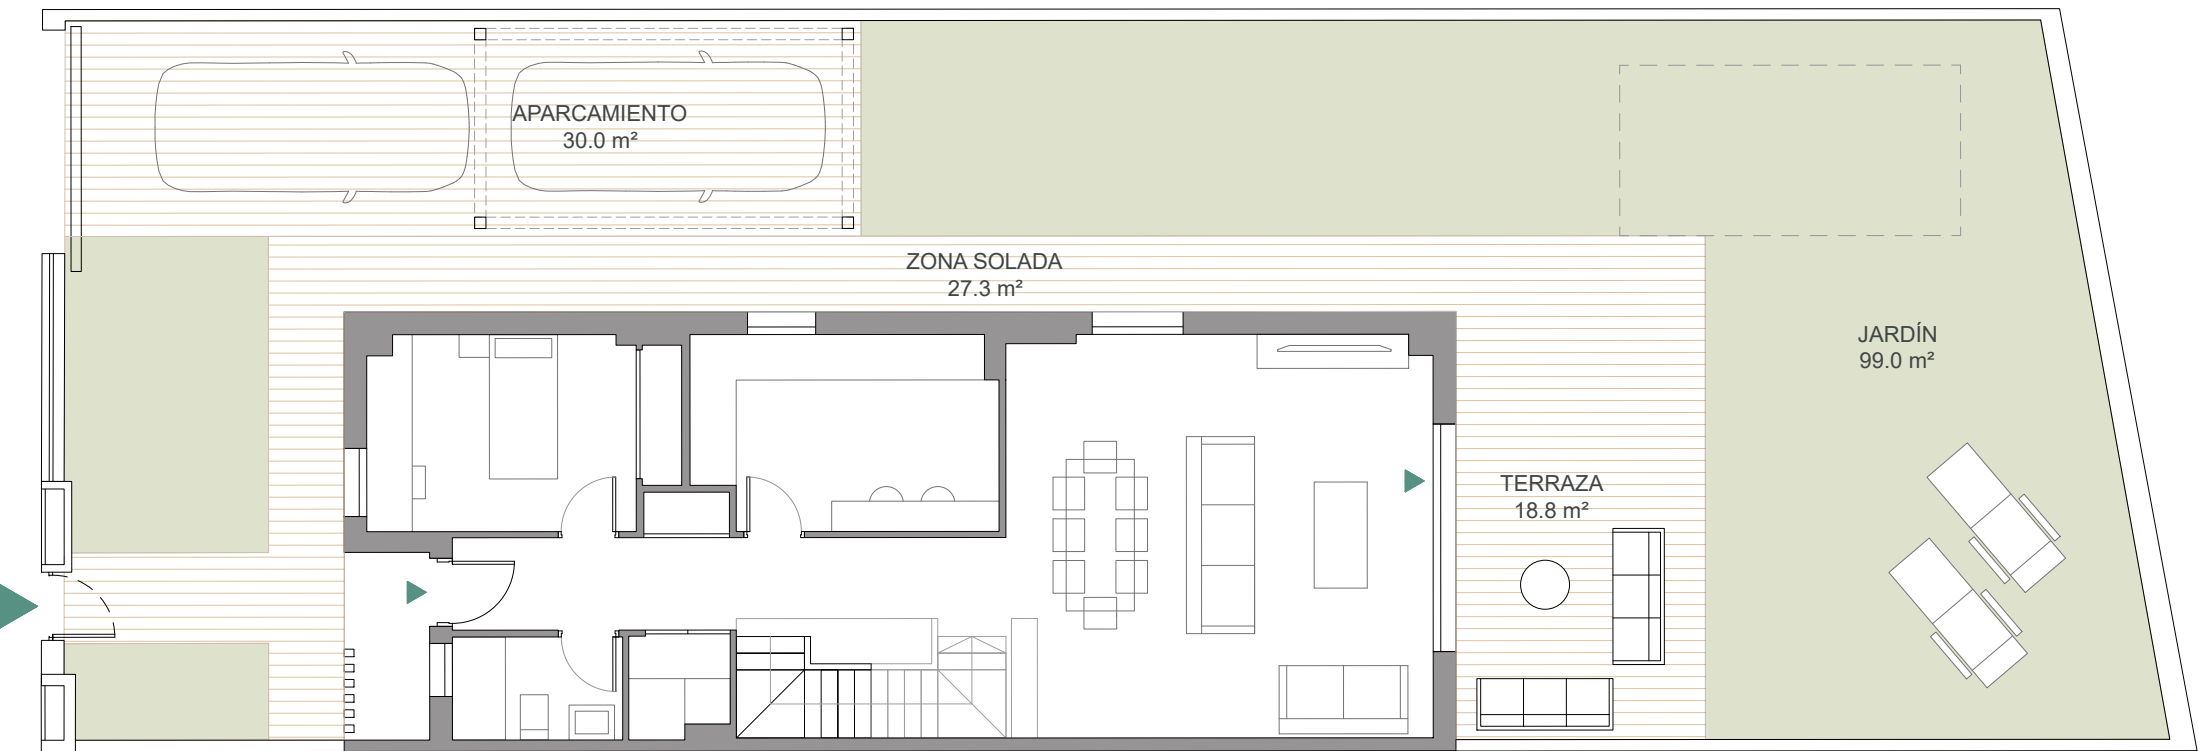 APARCAMIENTO
30.0 m²
ZONA SOLADA
27.3 m²
JARDÍN
99.0 m²
TERRAZA
18.8 m²